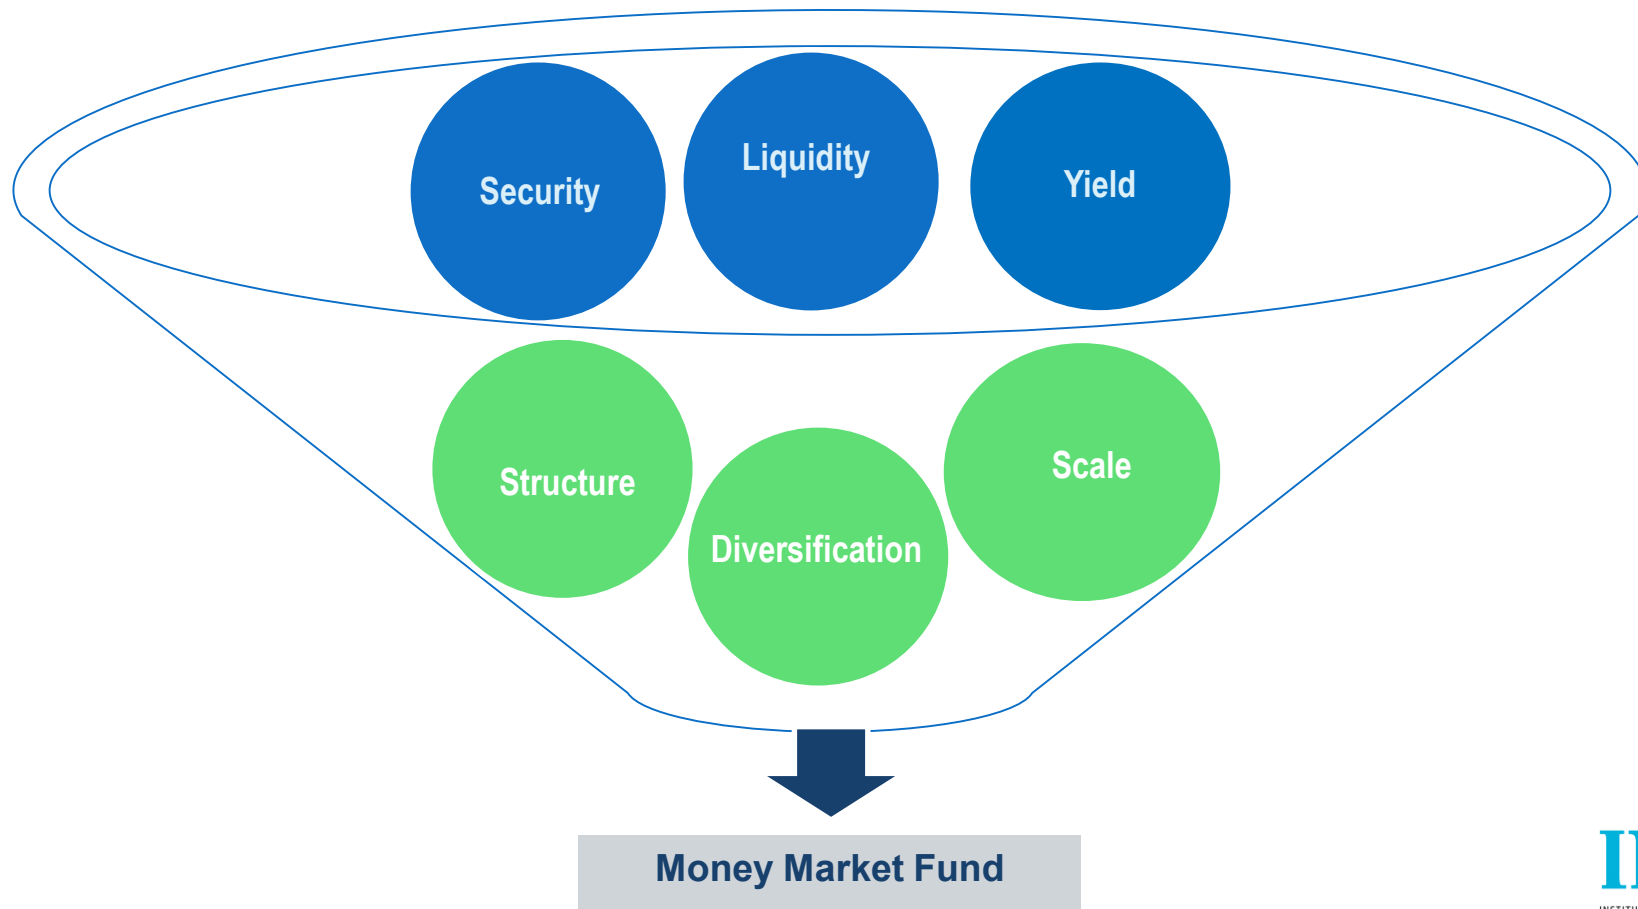 Security
Liquidity
Yield
Structure
Diversification
Scale
Money Market Fund